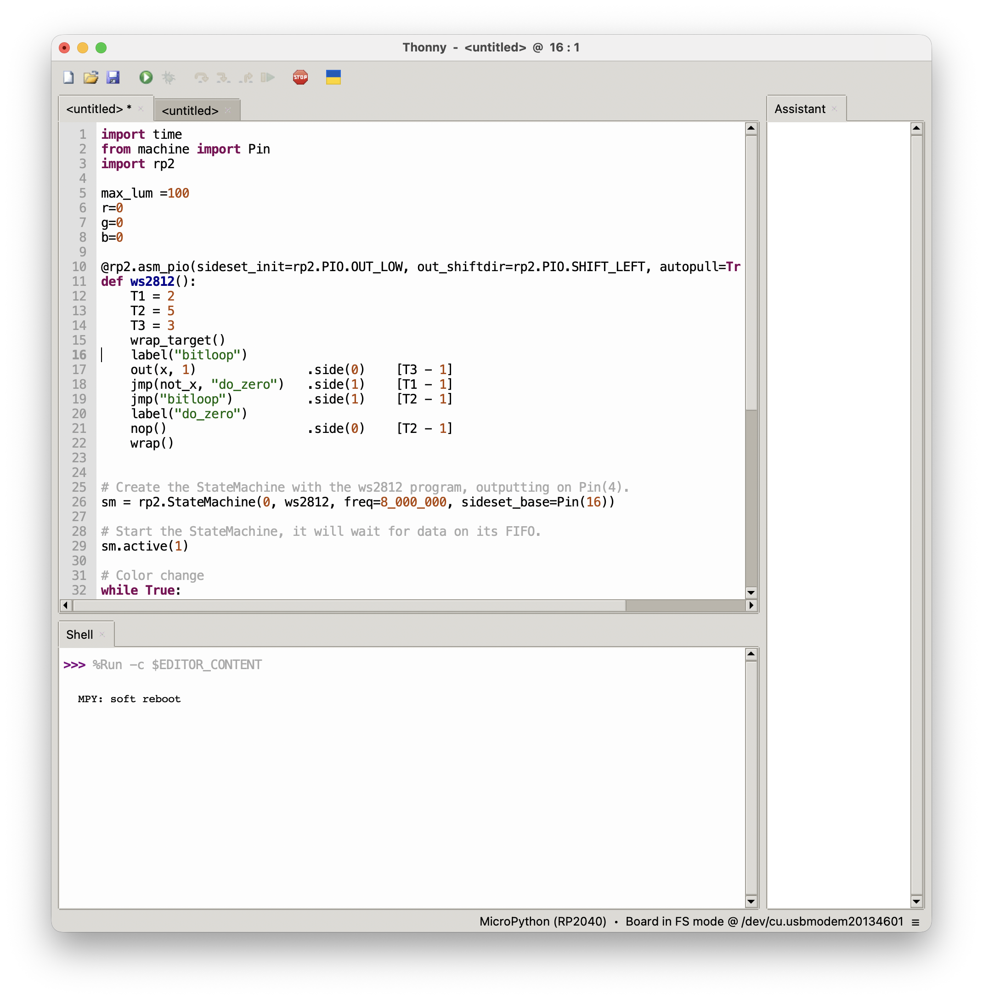 Thonny - <untitled> @ 16 : 1
STOP
<untitled> * <untitled> Assistant
1 import time
2 from machine import Pin
3 import rp2
4
5 max_lum =100
6 r=0
7 g=0
8 b=0
9
10 @rp2.asm_pio(sideset_init=rp2.PIO.OUT_LOW, out_shiftdir=rp2.PIO.SHIFT_LEFT, autopull=Tr
11 def ws2812():
12     T1 = 2
13     T2 = 5
14     T3 = 3
15     wrap_target()
16     label("bitloop")
17     out(x, 1)               .side(0)    [T3 - 1]
18     jmp(not_x, "do_zero")   .side(1)    [T1 - 1]
19     jmp("bitloop")          .side(1)    [T2 - 1]
20     label("do_zero")
21     nop()                   .side(0)    [T2 - 1]
22     wrap()
23
24
25 # Create the StateMachine with the ws2812 program, outputting on Pin(4).
26 sm = rp2.StateMachine(0, ws2812, freq=8_000_000, sideset_base=Pin(16))
27
28 # Start the StateMachine, it will wait for data on its FIFO.
29 sm.active(1)
30
31 # Color change
32 while True:
Shell
>>> %Run -c $EDITOR_CONTENT
MPY: soft reboot
MicroPython (RP2040) • Board in FS mode @ /dev/cu.usbmodem20134601 ≡